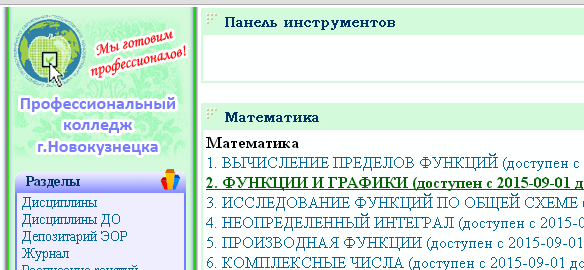 Мы готовим
профессионалов!
Профессиональный
колледж
г.Новокузнецка
Разделы
Дисциплины
Дисциплины ДО
Депозитарий ЭОР
Журнал
Панель инструментов
Математика
Математика
1. ВЫЧИСЛЕНИЕ ПРЕДЕЛОВ ФУНКЦИЙ (доступен с
2. ФУНКЦИИ И ГРАФИКИ (доступен с 2015-09-01 д
3. ИССЛЕДОВАНИЕ ФУНКЦИЙ ПО ОБЩЕЙ СХЕМЕ
4. НЕОПРЕДЕЛЕННЫЙ ИНТЕГРАЛ (доступен с 2015-
5. ПРОИЗВОДНАЯ ФУНКЦИИ (доступен с 2015-09-01
6. КОМПЛЕКСНЫЕ ЧИСЛА (доступен с 2015-09-01 д